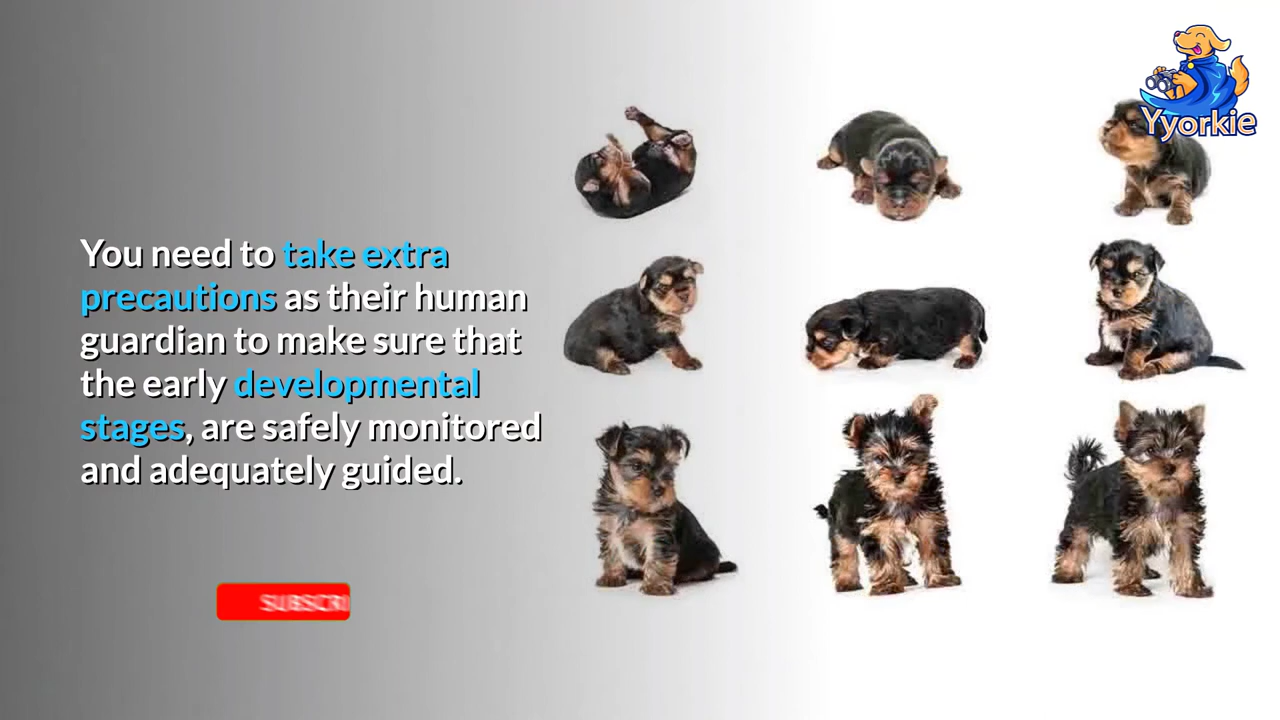 Yyorkie
You need to take extra
precautions as their human
guardian to make sure that
the early developmental
stages, are safely monitored
and adequately guided.
SUBSCRI